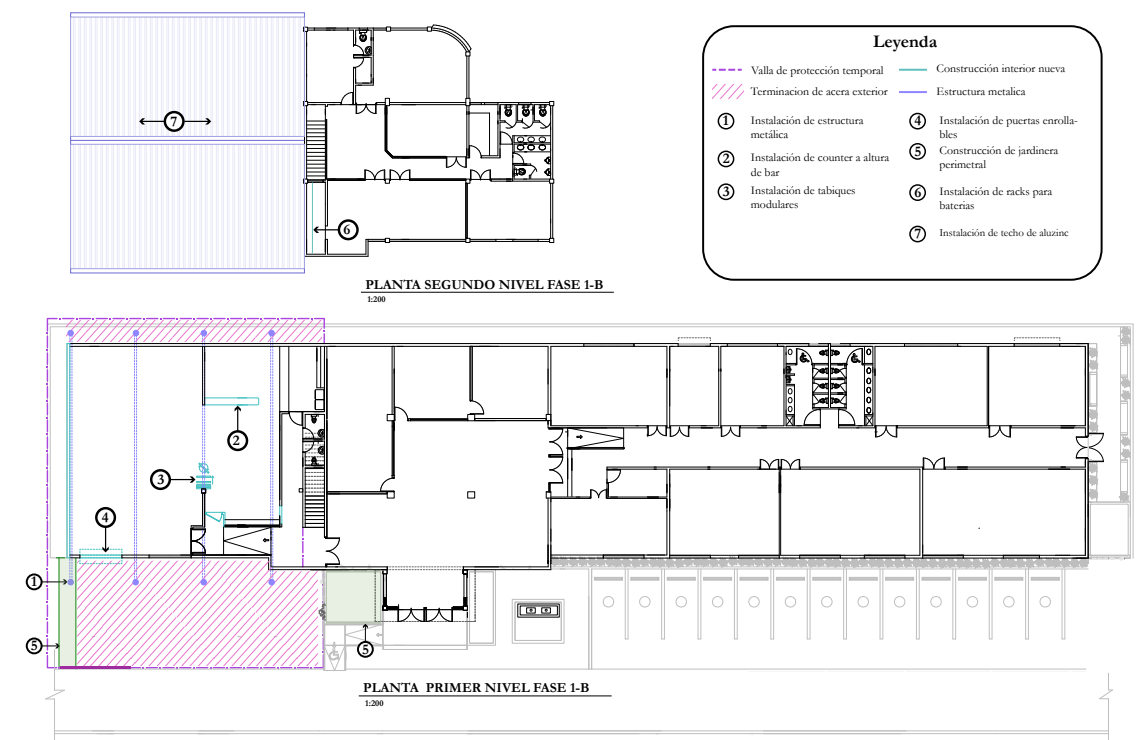 Leyenda
Valla de protección temporal
Construcción interior nueva
Terminacion de acera exterior
Estructura metalica
1 Instalación de estructura
metálica
2 Instalación de counter a altura
de bar
3 Instalación de tabiques
modulares
4 Instalación de puertas enrolla-
bles
5 Construcción de jardinera
perimetral
6 Instalación de racks para
baterias
7 Instalación de techo de aluzinc
7
6
PLANTA SEGUNDO NIVEL FASE 1-B
1:200
2
3
4
1
5
5
PLANTA PRIMER NIVEL FASE 1-B
1:200